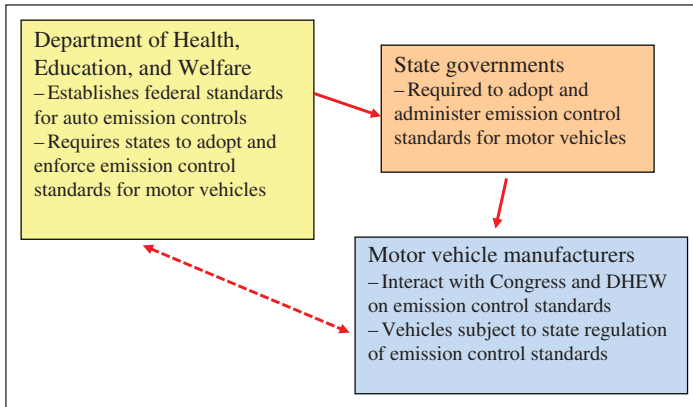 Department of Health,
Education, and Welfare
– Establishes federal standards
for auto emission controls
– Requires states to adopt and
enforce emission control
standards for motor vehicles
State governments
– Required to adopt and
administer emission control
standards for motor vehicles
Motor vehicle manufacturers
– Interact with Congress and DHEW
on emission control standards
– Vehicles subject to state regulation
of emission control standards